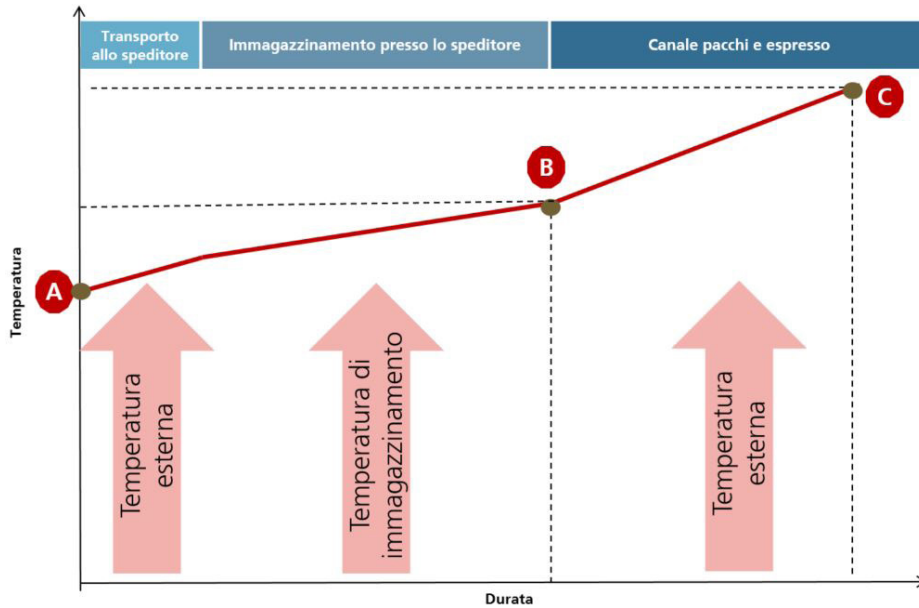 Transporto
allo speditore
Immagazzinamento presso lo speditore
Canale pacchi e espresso
C
B
A
Temperatura
Temperatura
esterna
Temperatura di
immagazzinamento
Temperatura
esterna
Durata